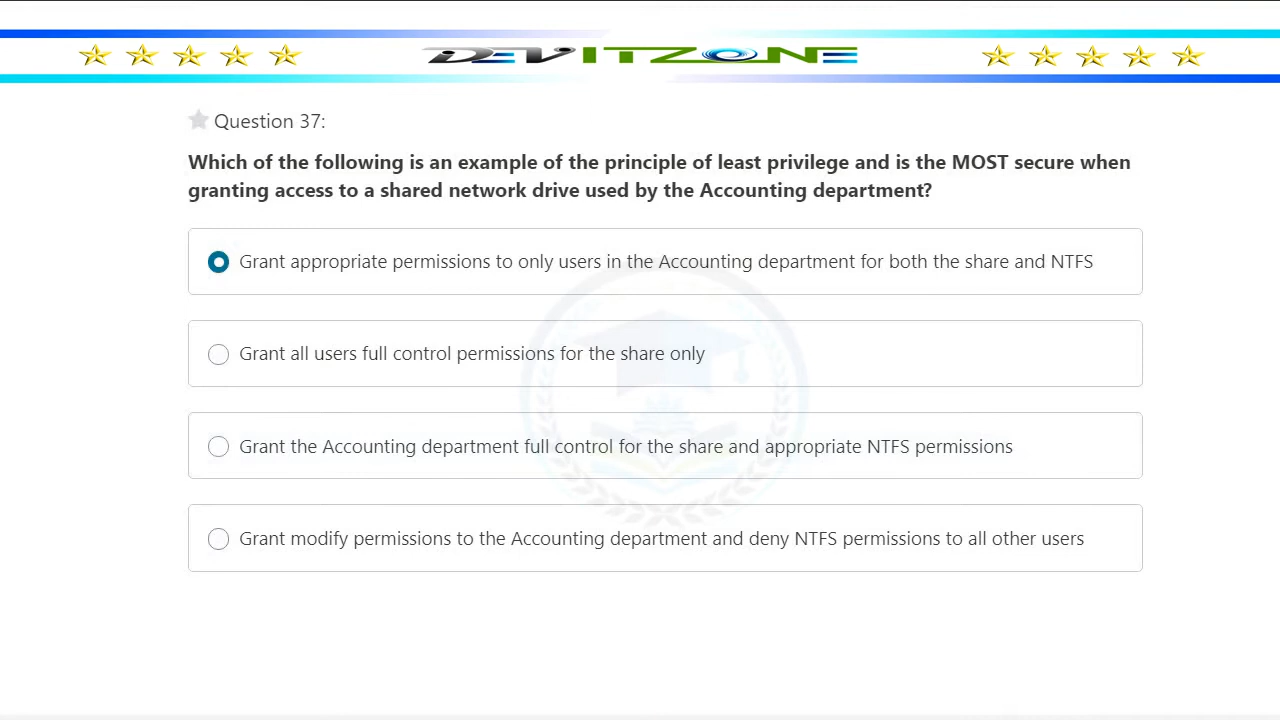 DEVITZONE
Question 37:
Which of the following is an example of the principle of least privilege and is the MOST secure when
granting access to a shared network drive used by the Accounting department?
Grant appropriate permissions to only users in the Accounting department for both the share and NTFS
Grant all users full control permissions for the share only
Grant the Accounting department full control for the share and appropriate NTFS permissions
Grant modify permissions to the Accounting department and deny NTFS permissions to all other users